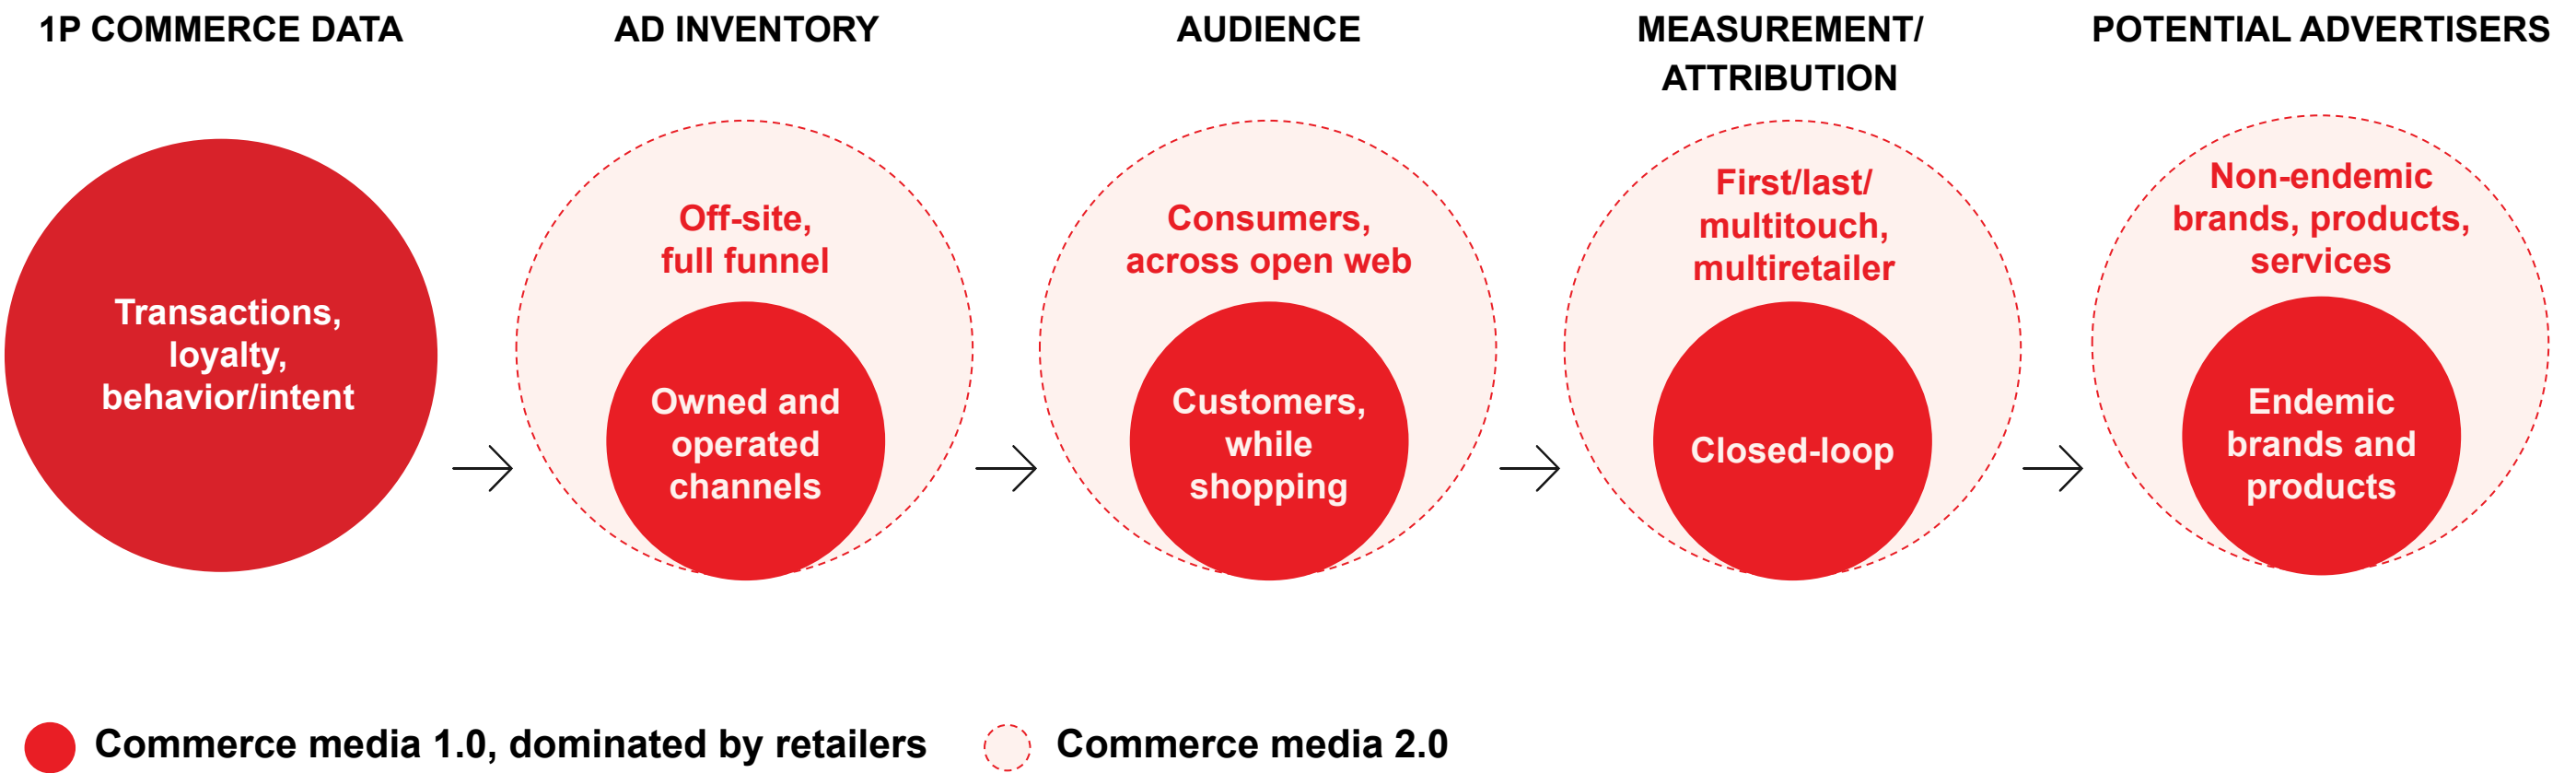 1P COMMERCE DATA
AD INVENTORY
AUDIENCE
MEASUREMENT/
ATTRIBUTION
POTENTIAL ADVERTISERS
Transactions,
loyalty,
behavior/intent
Off-site,
full funnel
Owned and
operated
channels
Consumers,
across open web
Customers,
while
shopping
First/last/
multitouch,
multiretailer
Closed-loop
Non-endemic
brands, products,
services
Endemic
brands and
products
Commerce media 1.0, dominated by retailers
Commerce media 2.0